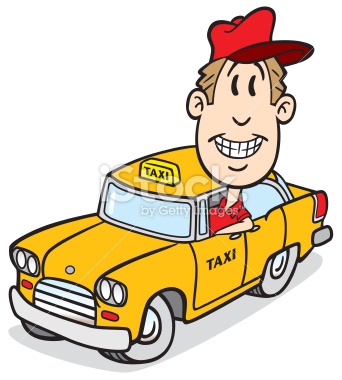 TAXI
iStock
by Getty Images
TAXI